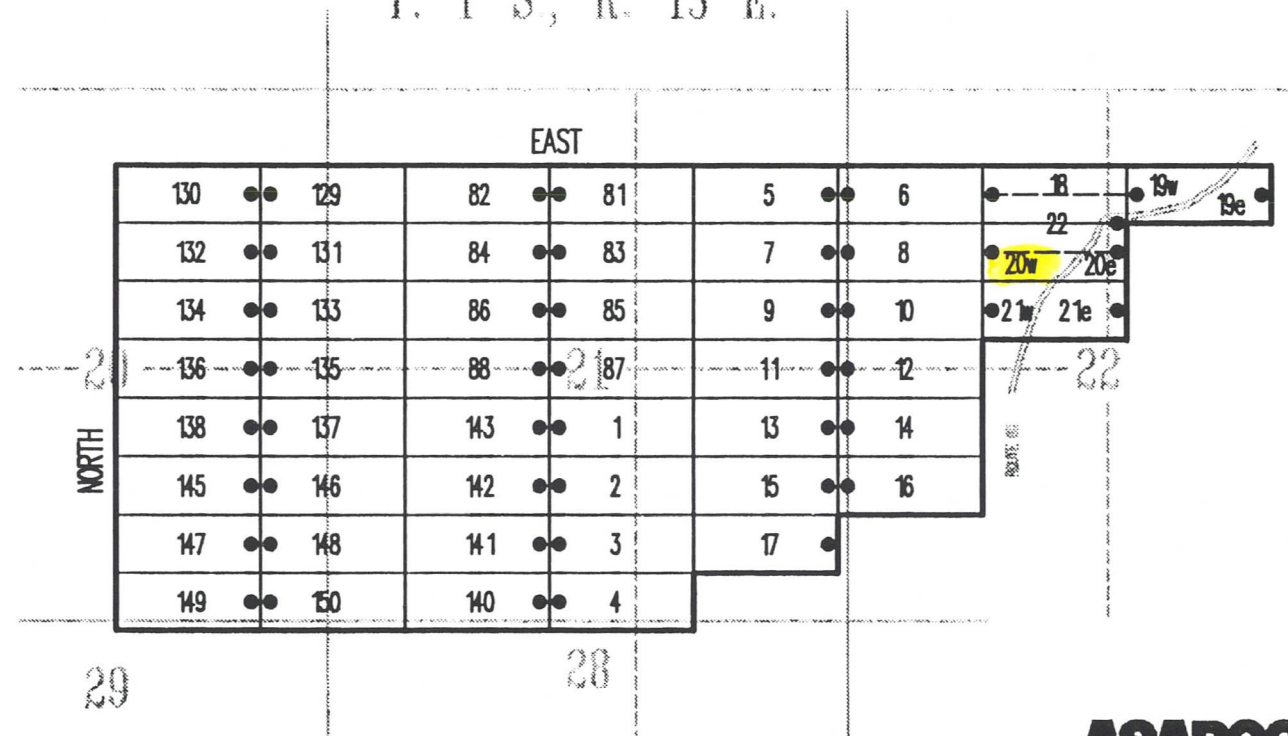 T. 1 S., R. 13 E.
EAST
130 129 82 81 5 6 18 19w
19e
22
132 131 84 83 7 8 20w 20e
134 133 86 85 9 10 21w 21e
20 136 135 88 21 87 11 12 22
138 137 143 1 13 14
NORTH
145 146 142 2 15 16
147 148 141 3 17
149 150 140 4
29 28